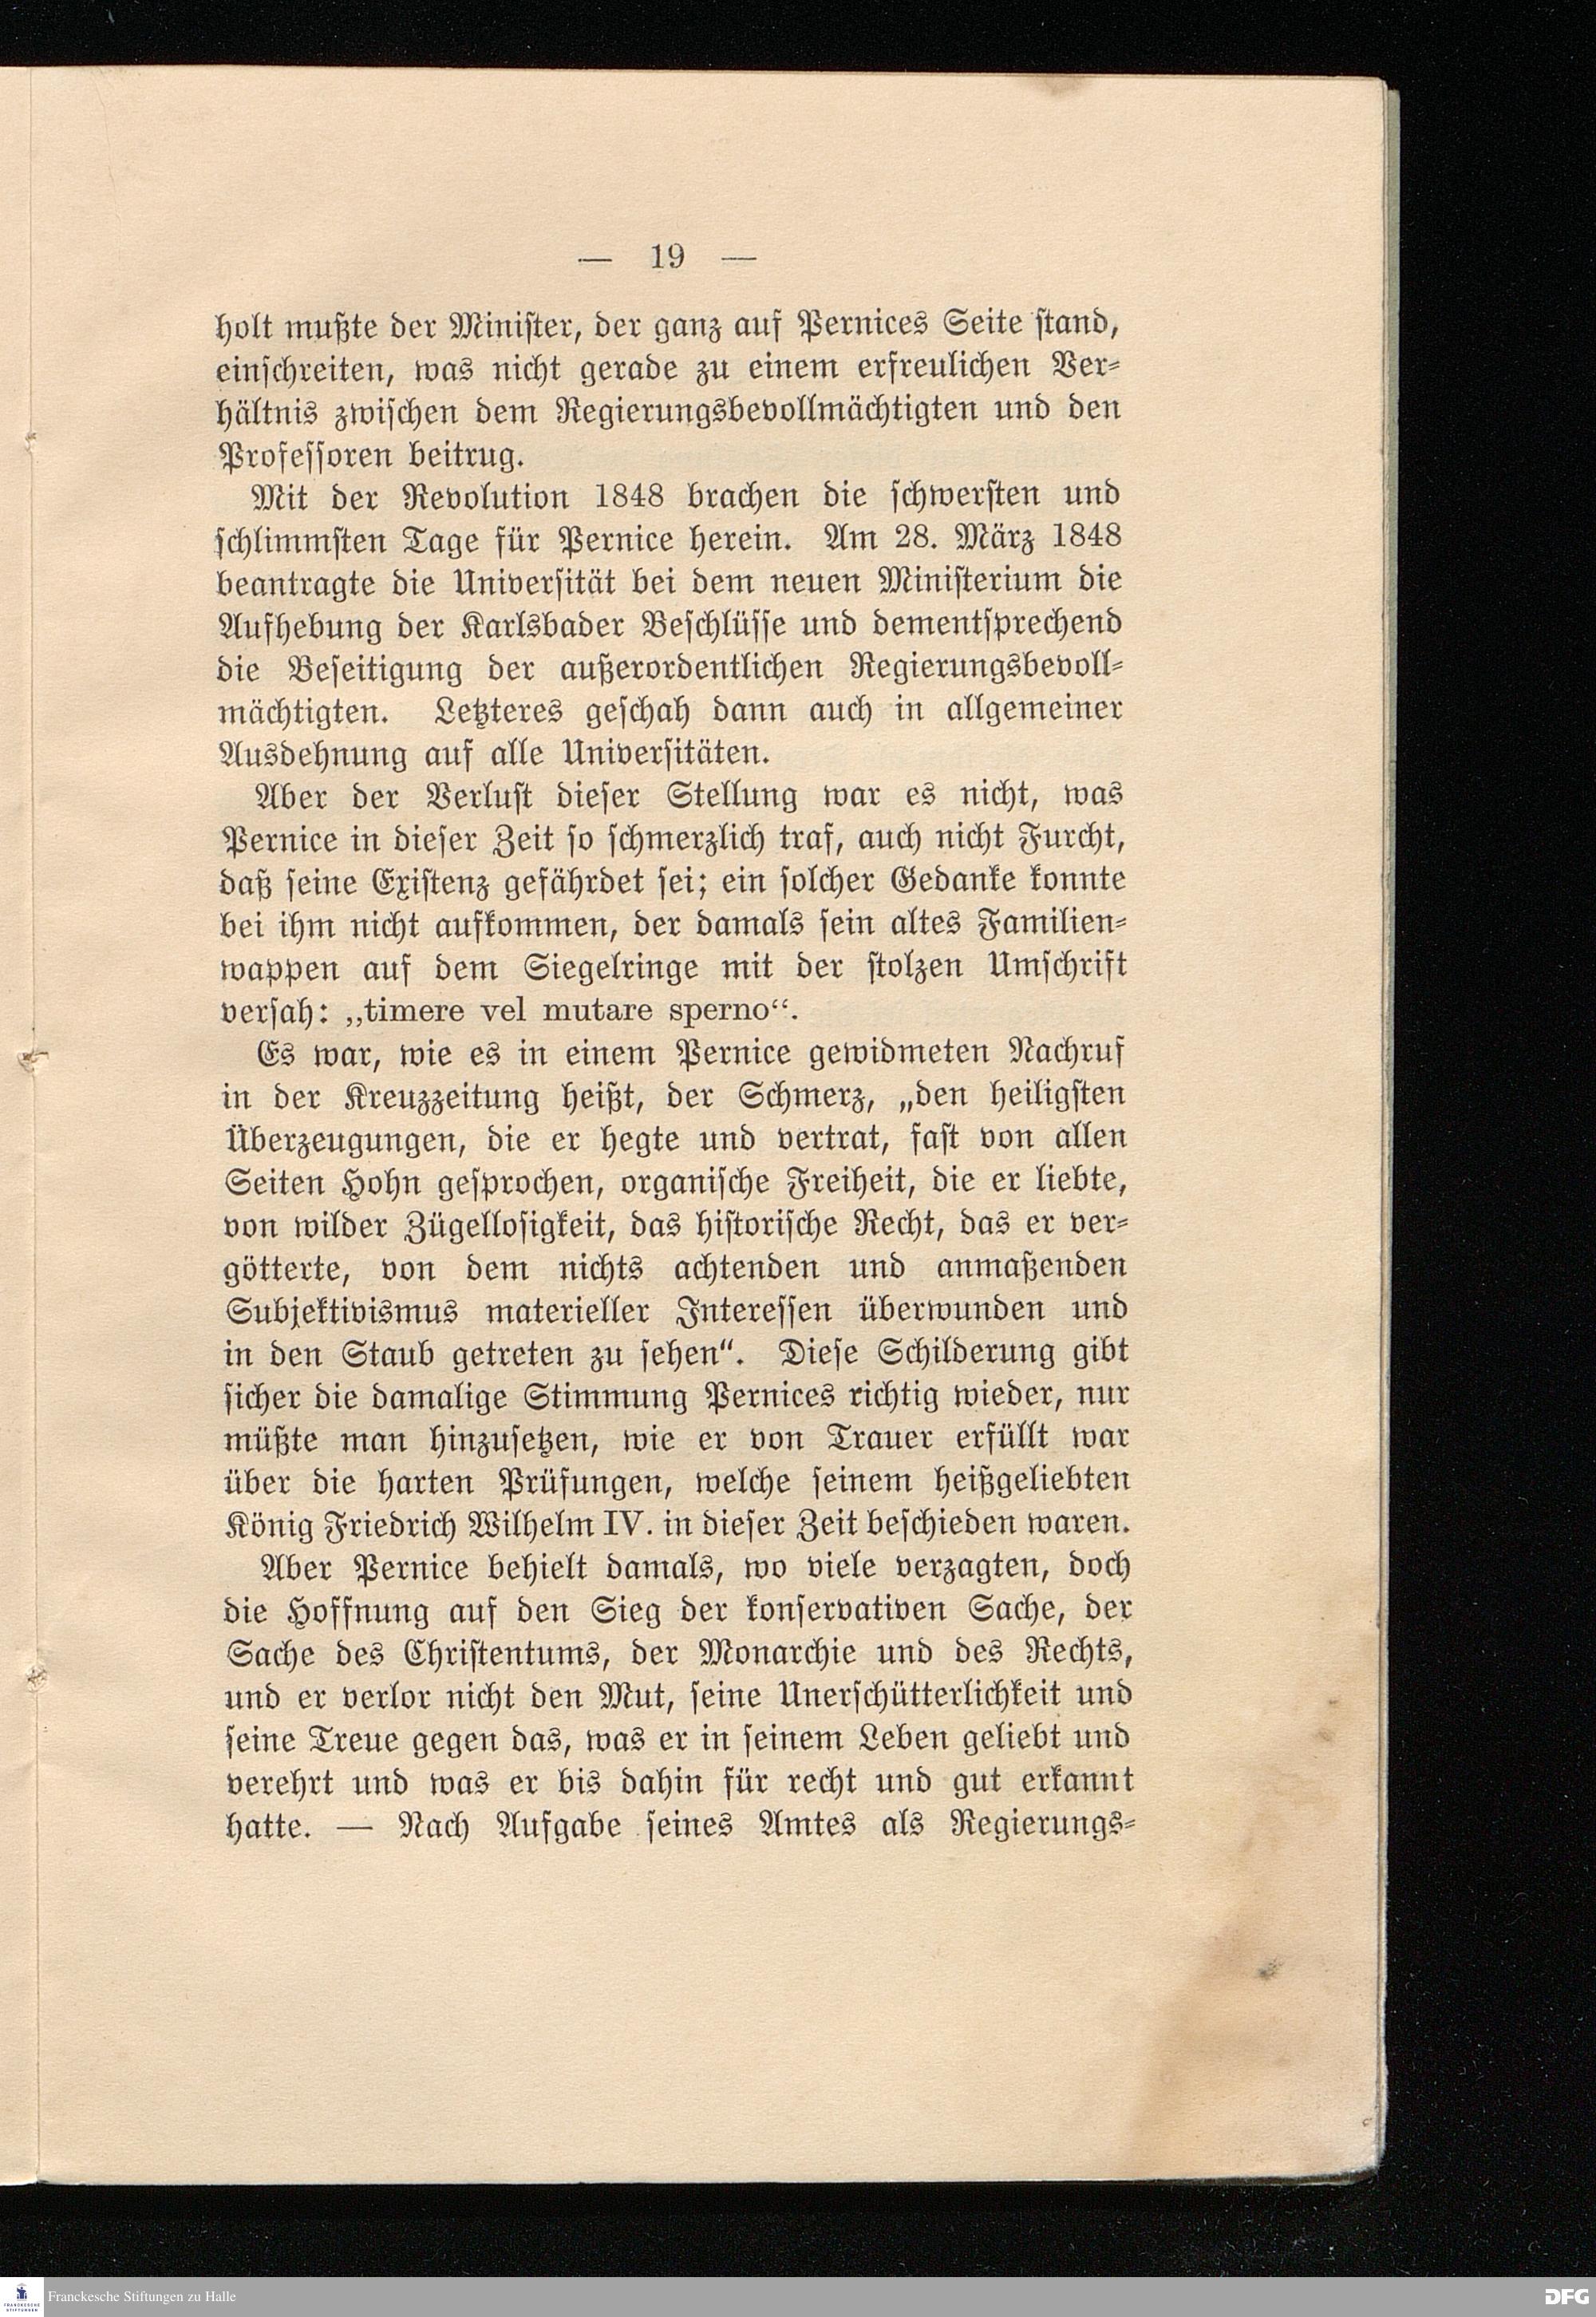 — 19 —
holt mußte der Minister, der ganz auf Pernices Seite stand,
einschreiten, was nicht gerade zu einem erfreulichen Ver-
hältnis zwischen dem Regierungsbevollmächtigten und den
Professoren beitrug.
Mit der Revolution 1848 brachen die schwersten und
schlimmsten Tage für Pernice herein. Am 28. März 1848
beantragte die Universität bei dem neuen Ministerium die
Aufhebung der Karlsbader Beschlüsse und dementsprechend
die Beseitigung der außerordentlichen Regierungsbevoll-
mächtigten. Letzteres geschah dann auch in allgemeiner
Ausdehnung auf alle Universitäten.
Aber der Verlust dieser Stellung war es nicht, was
Pernice in dieser Zeit so schmerzlich traf, auch nicht Furcht,
daß seine Existenz gefährdet sei; ein solcher Gedanke konnte
bei ihm nicht aufkommen, der damals sein altes Familien-
wappen auf dem Siegelringe mit der stolzen Umschrift
versah: „timere vel mutare sperno“.
Es war, wie es in einem Pernice gewidmeten Nachruf
in der Kreuzzeitung heißt, der Schmerz, „den heiligsten
Überzeugungen, die er hegte und vertrat, fast von allen
Seiten Hohn gesprochen, organische Freiheit, die er liebte,
von wilder Zügellosigkeit, das historische Recht, das er ver-
götterte, von dem nichts achtenden und anmaßenden
Subjektivismus materieller Interessen überwunden und
in den Staub getreten zu sehen“. Diese Schilderung gibt
sicher die damalige Stimmung Pernices richtig wieder, nur
müßte man hinzusetzen, wie er von Trauer erfüllt war
über die harten Prüfungen, welche seinem heißgeliebten
König Friedrich Wilhelm IV. in dieser Zeit beschieden waren.
Aber Pernice behielt damals, wo viele verzagten, doch
die Hoffnung auf den Sieg der konservativen Sache, der
Sache des Christentums, der Monarchie und des Rechts,
und er verlor nicht den Mut, seine Unerschütterlichkeit und
seine Treue gegen das, was er in seinem Leben geliebt und
verehrt und was er bis dahin für recht und gut erkannt
hatte. — Nach Aufgabe seines Amtes als Regierungs-
FRANCKESCHE
STIFTUNGEN
Franckesche Stiftungen zu Halle
DFG